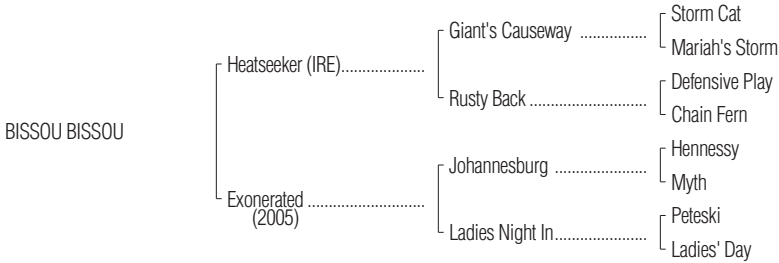 Storm Cat
Giant's Causeway .................
Mariah's Storm
Heatseeker (IRE).....................
Defensive Play
Rusty Back ..............................
Chain Fern
BISSOU BISSOU
Hennessy
Johannesburg .......................
Myth
Exonerated .............................
(2005)
Peteski
Ladies Night In.......................
Ladies' Day